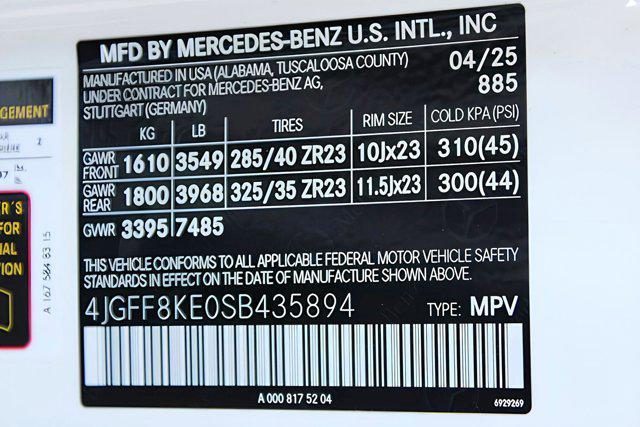 MFD BY MERCEDES-BENZ U.S. INTL., INC
MANUFACTURED IN USA (ALABAMA, TUSCALOOSA COUNTY)
UNDER CONTRACT FOR MERCEDES-BENZ AG,
STUTTGART (GERMANY)
04/25
885
KG LB TIRES RIM SIZE COLD KPA (PSI)
GAWR FRONT 1610 3549 285/40 ZR23 10Jx23 310(45)
GAWR REAR 1800 3968 325/35 ZR23 11.5Jx23 300(44)
GVWR 3395 7485
THIS VEHICLE CONFORMS TO ALL APPLICABLE FEDERAL MOTOR VEHICLE SAFETY
STANDARDS IN EFFECT ON THE DATE OF MANUFACTURE SHOWN ABOVE.
4JGFF8KE0SB435894 TYPE: MPV
A 000 817 52 04
6929269
A 167 584 83 15